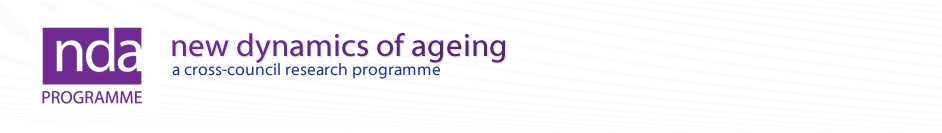 nda
PROGRAMME
new dynamics of ageing
a cross-council research programme